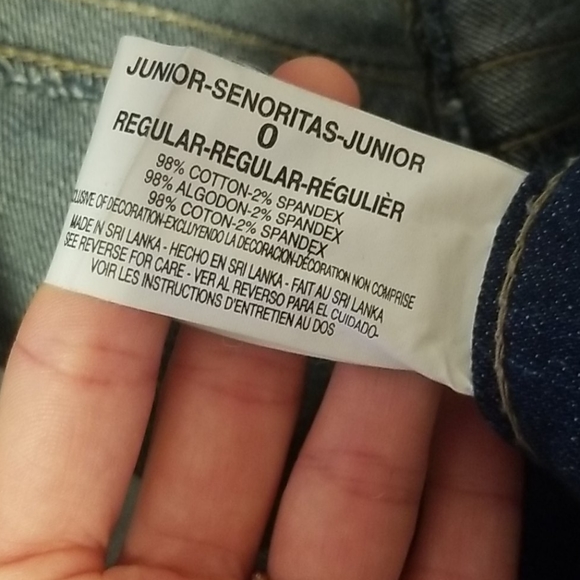 JUNIOR-SENORITAS-JUNIOR
0
REGULAR-REGULAR-RÉGULIÈR
98% COTTON-2% SPANDEX
98% ALGODON-2% SPANDEX
98% COTON-2% SPANDEX
CLUSIVE OF DECORATION-EXCLUYENDO LA DECORACION-DÉCORATION NON COMPRISE
MADE IN SRI LANKA - HECHO EN SRI LANKA - FAIT AU SRI LANKA
SEE REVERSE FOR CARE - VER AL REVERSO PARA EL CUIDADO-
VOIR LES INSTRUCTIONS D'ENTRETIEN AU DOS